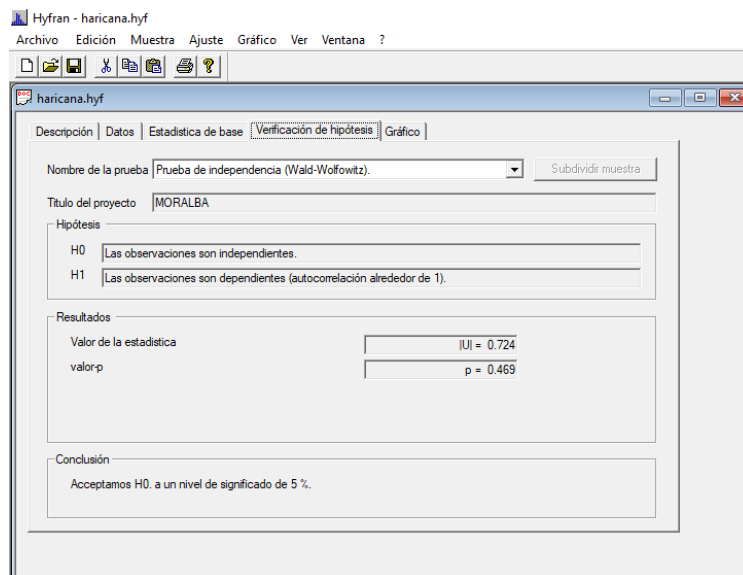 Hyfran - haricana.hyf
Archivo Edición Muestra Ajuste Gráfico Ver Ventana ?
haricana.hyf
Descripción Datos Estadistica de base Verificación de hipótesis Gráfico
Nombre de la prueba Prueba de independencia (Wald-Wolfowitz). Subdividir muestra
Titulo del proyecto MORALBA
Hipótesis
H0 Las observaciones son independientes.
H1 Las observaciones son dependientes (autocorrelación alrededor de 1).
Resultados
Valor de la estadistica |U| = 0.724
valor-p p = 0.469
Conclusión
Acceptamos H0. a un nivel de significado de 5 %.